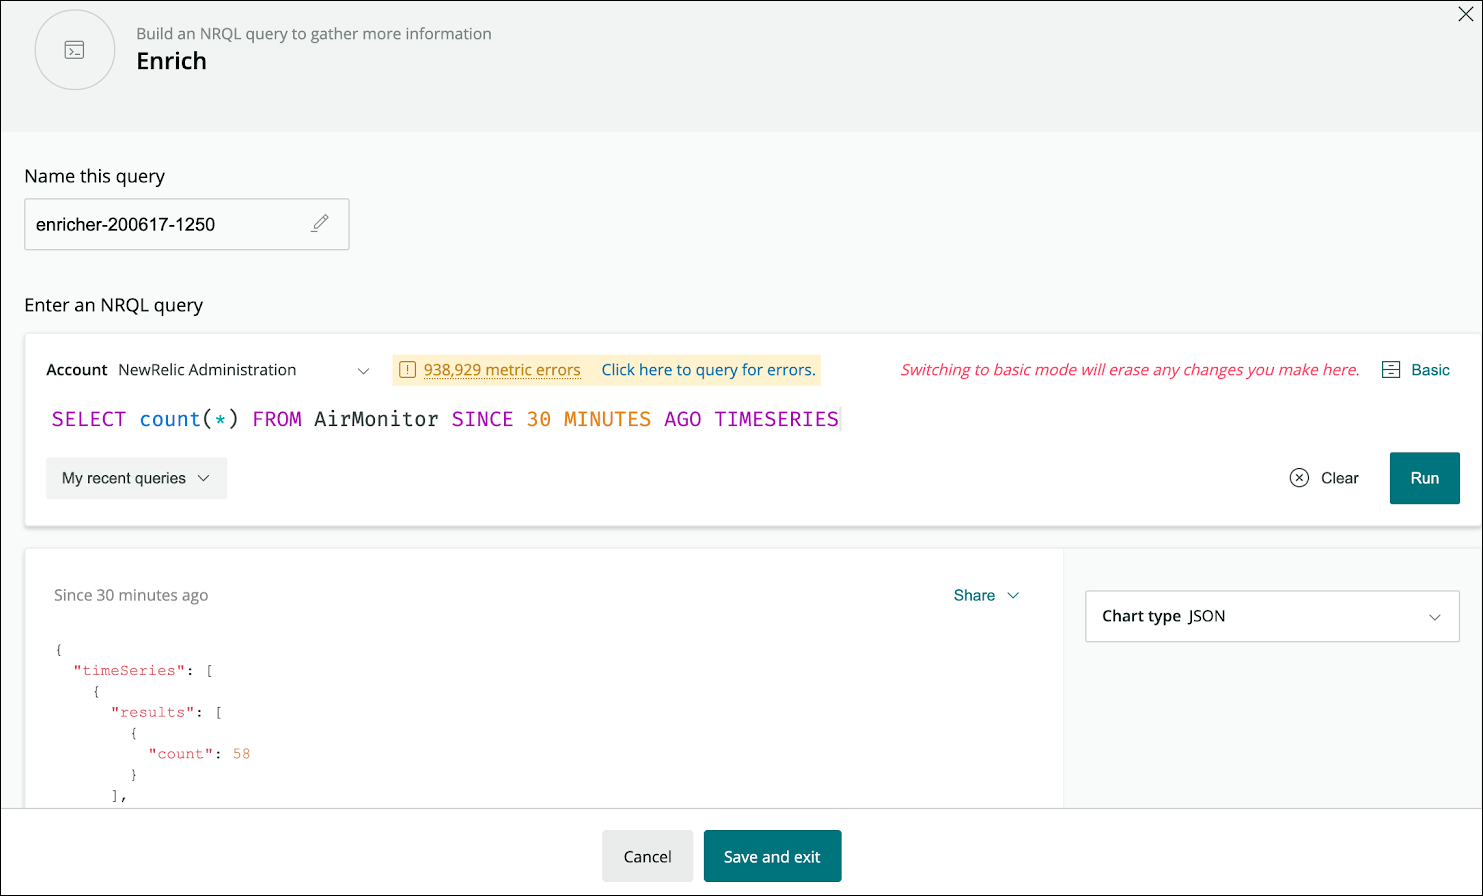 Build an NRQL query to gather more information
Enrich
Name this query
enricher-200617-1250
Enter an NRQL query
Account NewRelic Administration
938,929 metric errors Click here to query for errors.
Switching to basic mode will erase any changes you make here.
Basic
SELECT count(*) FROM AirMonitor SINCE 30 MINUTES AGO TIMESERIES
My recent queries
Clear
Run
Since 30 minutes ago
Share
Chart type JSON
{
"timeSeries": [
{
"results": [
{
"count": 58
}
],
Cancel
Save and exit